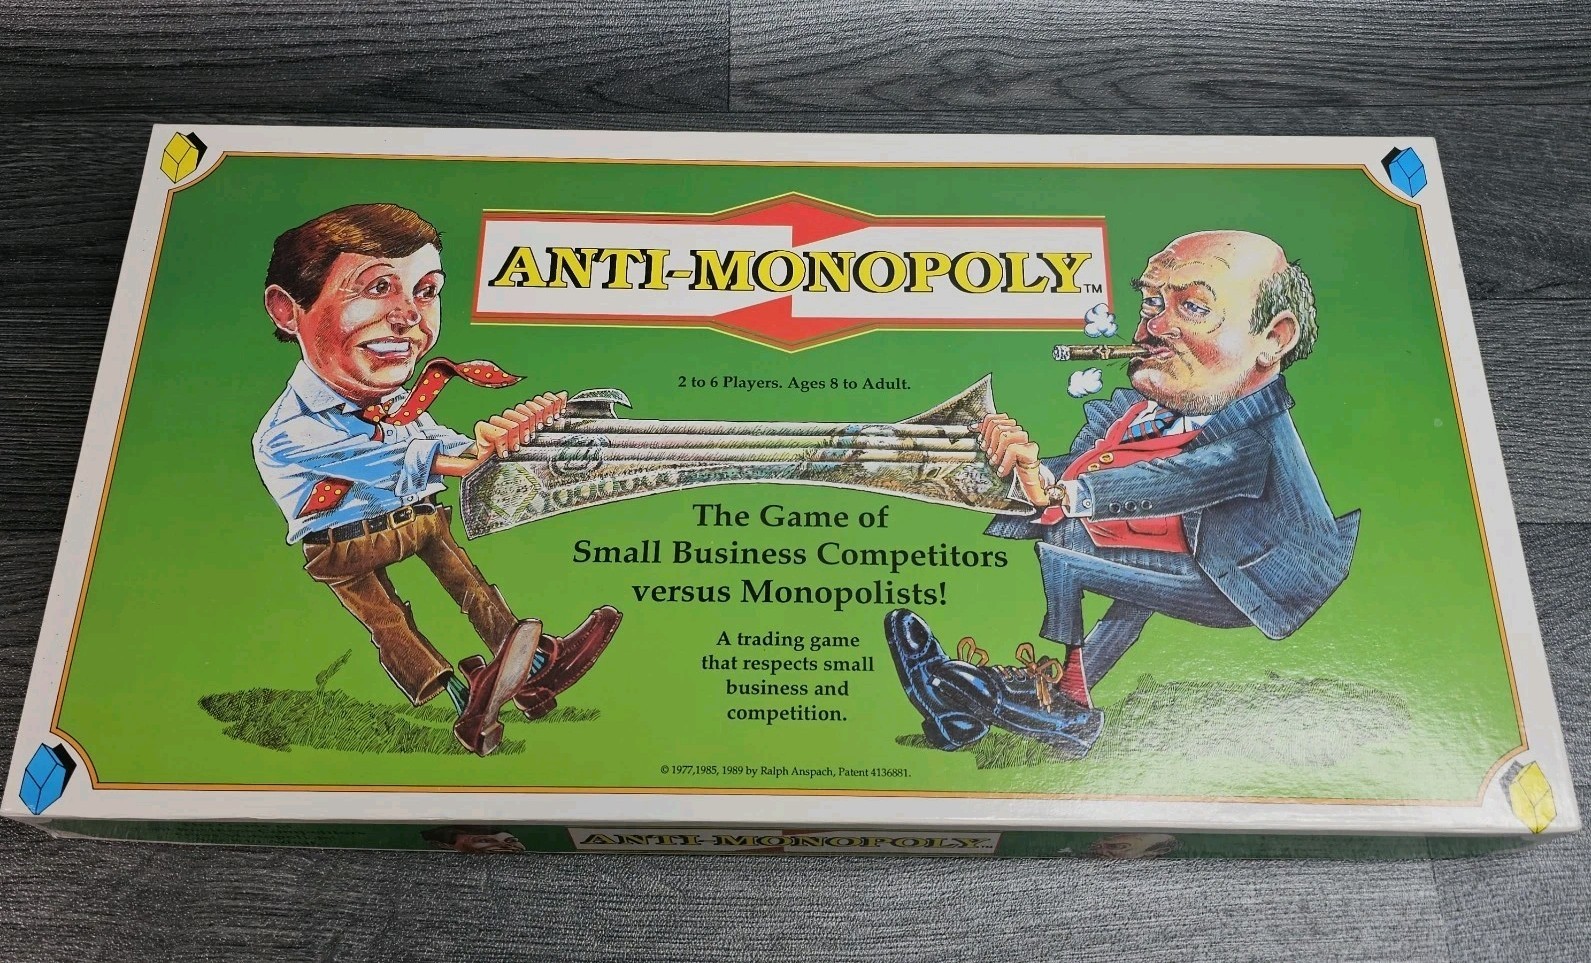 ANTI-MONOPOLY™
2 to 6 Players. Ages 8 to Adult.
The Game of
Small Business Competitors
versus Monopolists!
A trading game
that respects small
business and
competition.
© 1977,1985, 1989 by Ralph Anspach, Patent 4136881.
ANTI-MONOPOLY™